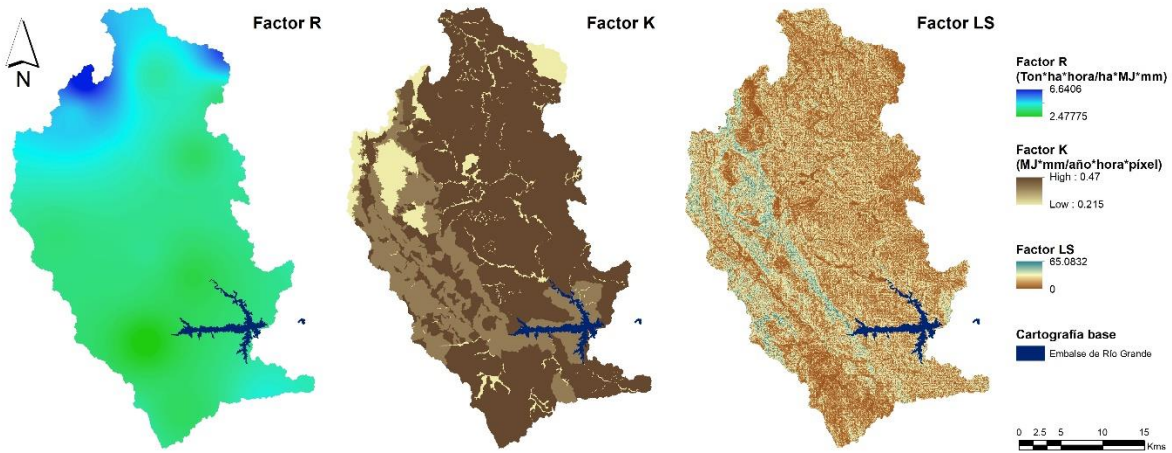 Factor R
Factor K
Factor LS
N
Factor R
(Ton*ha*hora/ha*MJ*mm)
6.6406
2.47775
Factor K
(MJ*mm/año*hora*píxel)
High : 0.47
Low : 0.215
Factor LS
65.0832
0
Cartografía base
Embalse de Río Grande
0 2.5 5 10 15
Kms